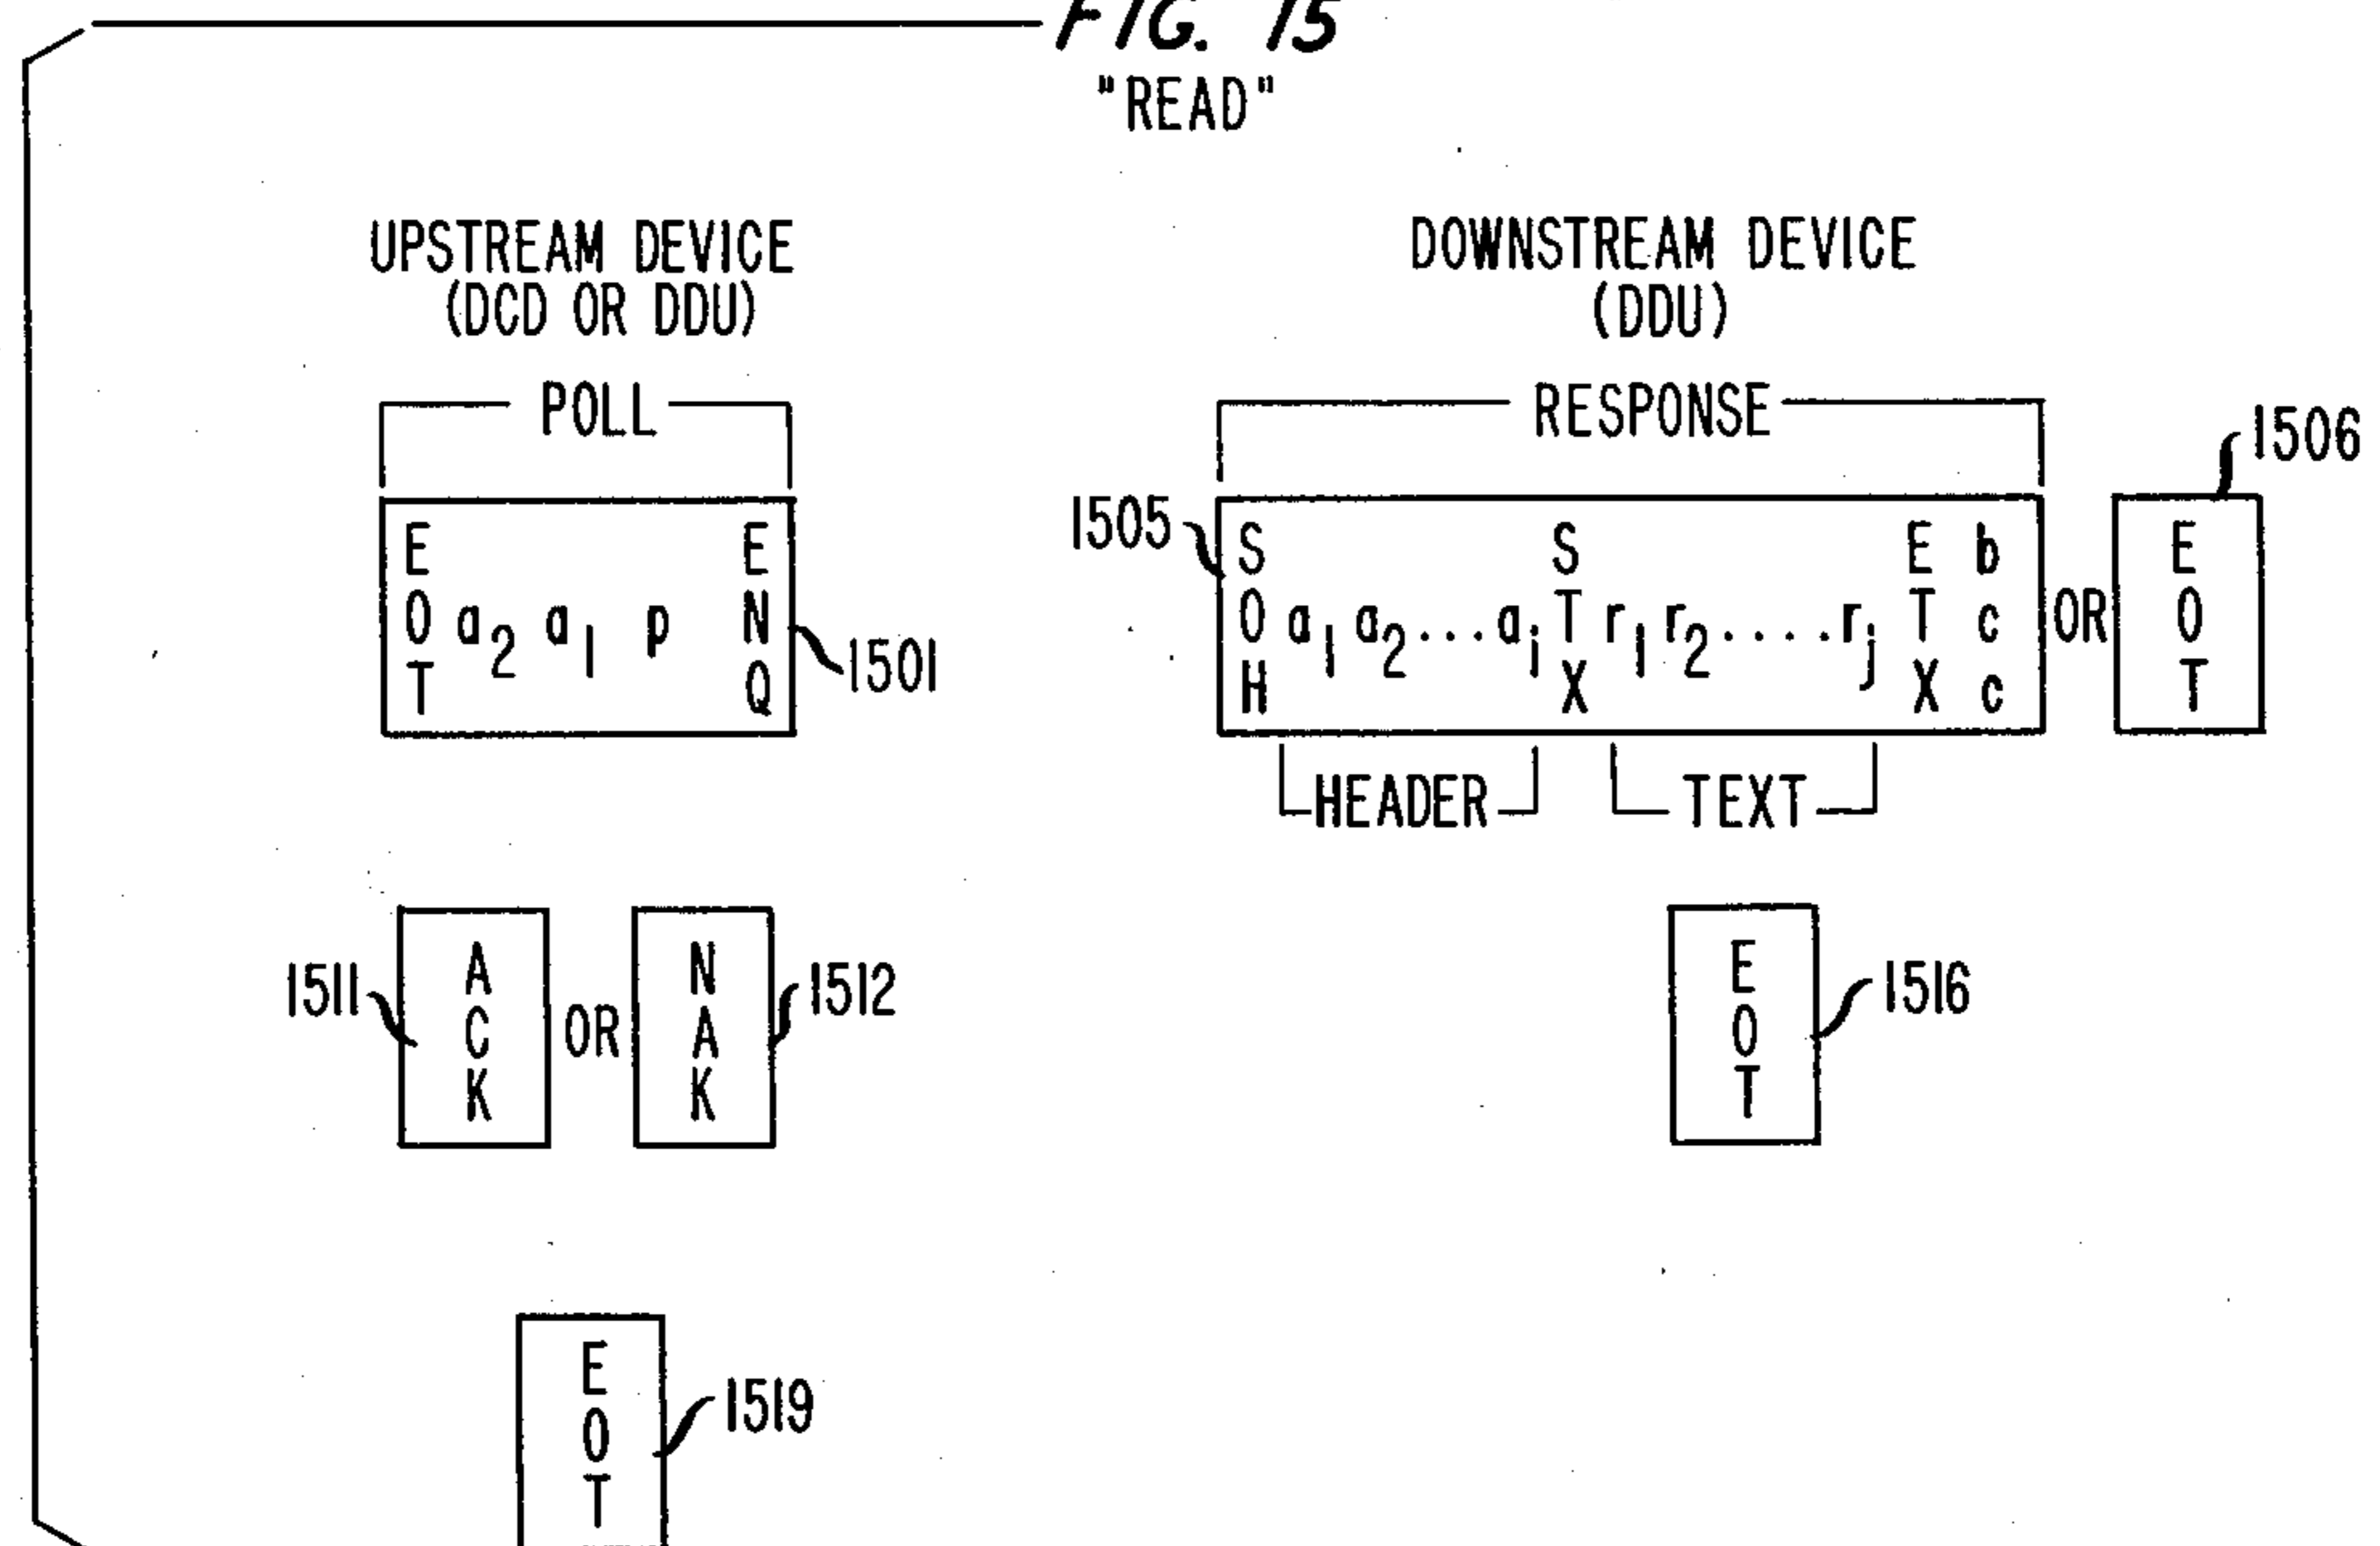 FIG. 15
"READ"
UPSTREAM DEVICE
(DCD OR DDU)
DOWNSTREAM DEVICE
(DDU)
POLL
RESPONSE
1506
1505
EOT a₂ a₁ p ENQ
1501
SOH a₁ a₂...aᵢ STX r₁ r₂....rⱼ ETX bcc
OR
EOT
HEADER
TEXT
1511
ACK
OR
NAK
1512
EOT
1516
EOT
1519